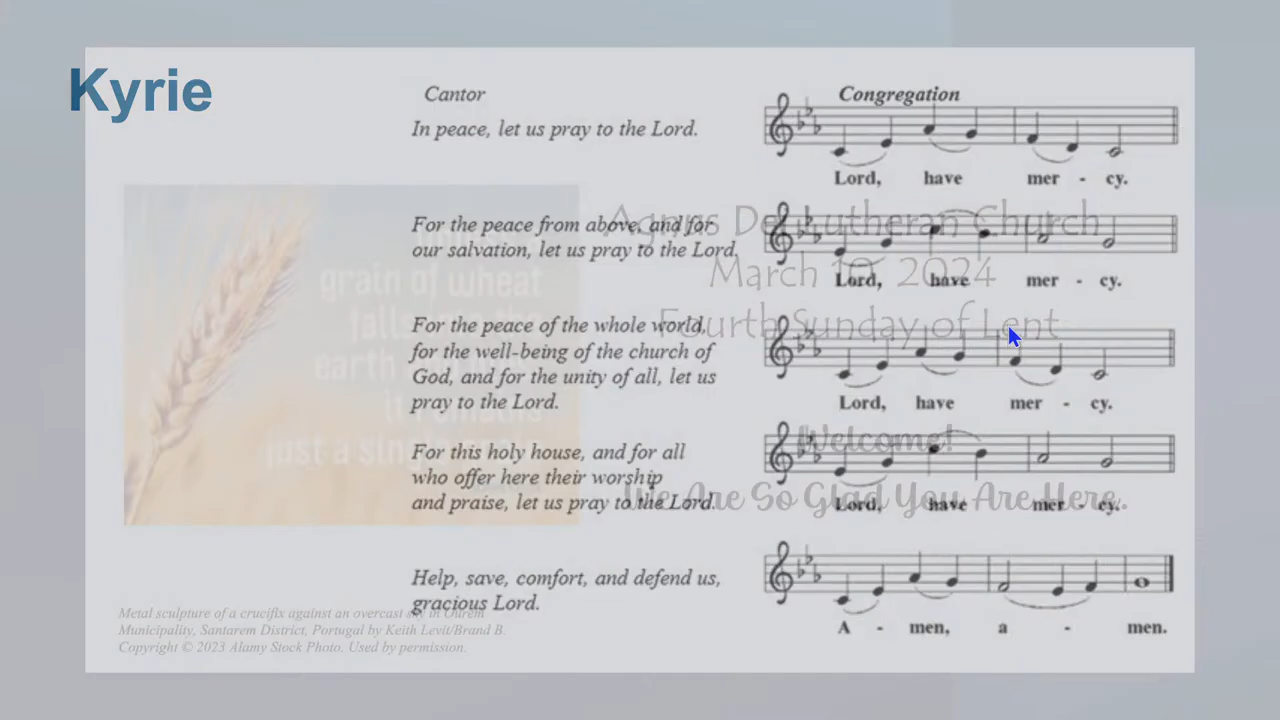 Kyrie
Cantor
In peace, let us pray to the Lord.
For the peace from above, and for
our salvation, let us pray to the Lord.
For the peace of the whole world,
for the well-being of the church of
God, and for the unity of all, let us
pray to the Lord.
For this holy house, and for all
who offer here their worship
and praise, let us pray to the Lord.
Help, save, comfort, and defend us,
gracious Lord.
Congregation
Lord, have mer - cy.
Lord, have mer - cy.
Lord, have mer - cy.
Lord, have mer - cy.
A - men, a - men.
Agnus Dei Lutheran Church
March 10, 2024
Fourth Sunday of Lent
Welcome!
We Are So Glad You Are Here.
grain of wheat
falls
earth
it remains
just a single
Metal sculpture of a crucifix against an overcast sky in Ourem
Municipality, Santarem District, Portugal by Keith Levit/Brand B.
Copyright © 2023 Alamy Stock Photo. Used by permission.